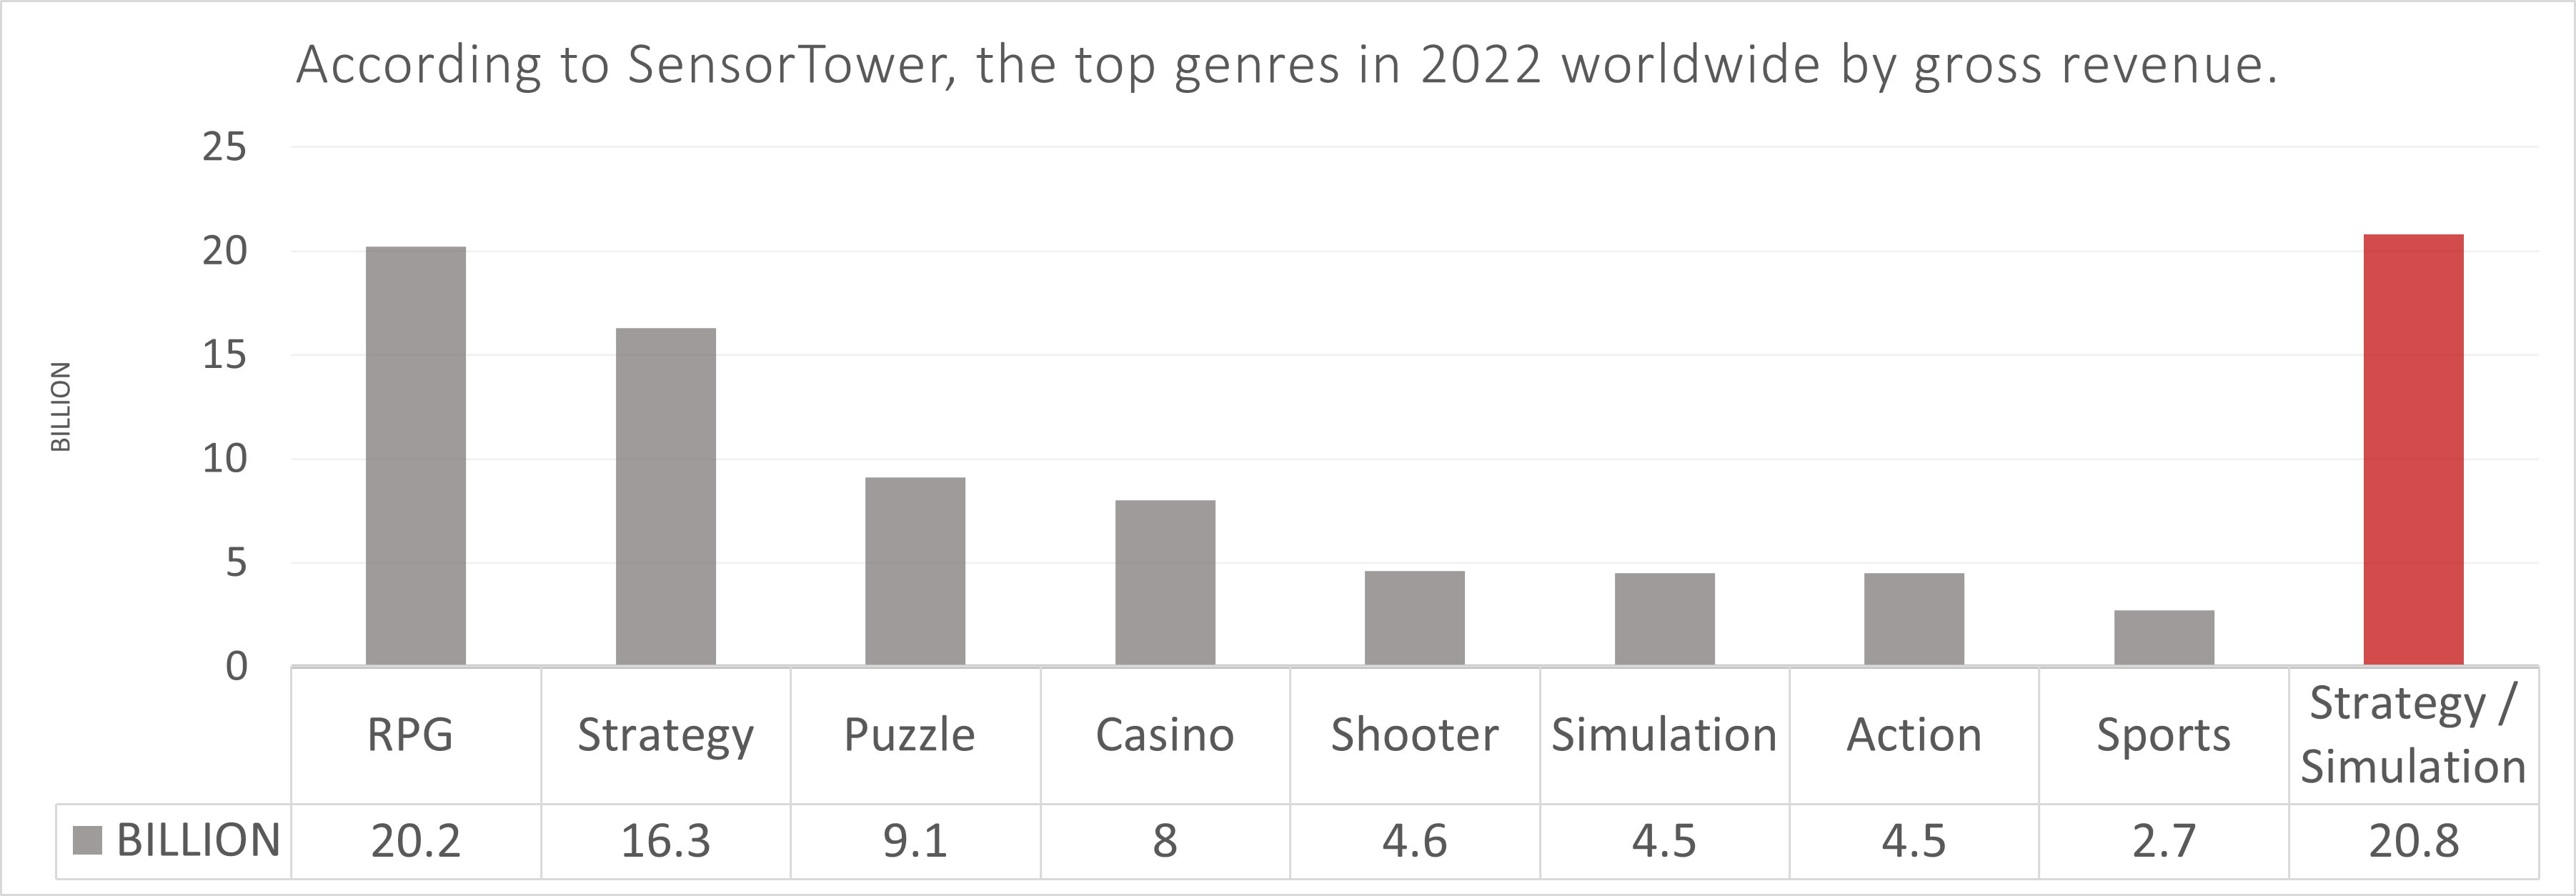 According to SensorTower, the top genres in 2022 worldwide by gross revenue.
25
20
15
10
5
0
BILLION
RPG Strategy Puzzle Casino Shooter Simulation Action Sports Strategy /
Simulation
BILLION 20.2 16.3 9.1 8 4.6 4.5 4.5 2.7 20.8